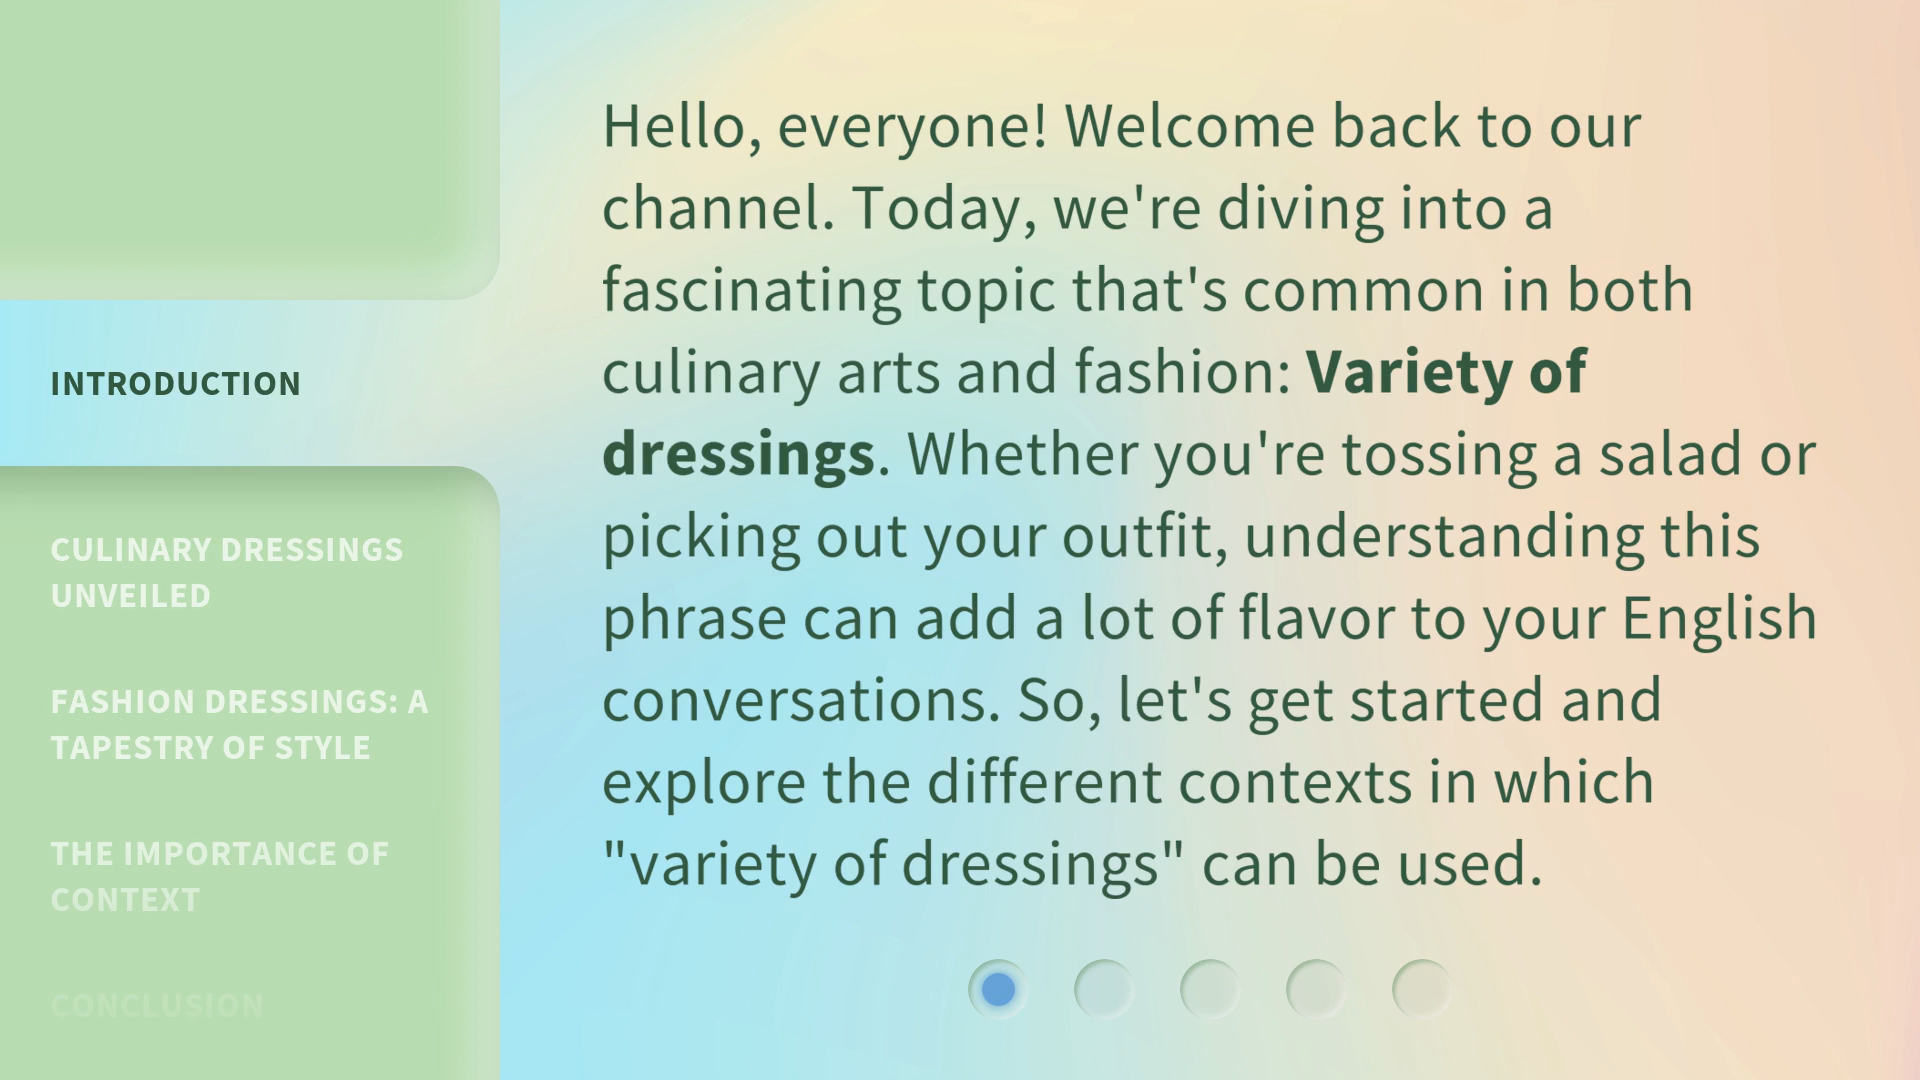 INTRODUCTION
CULINARY DRESSINGS
UNVEILED
FASHION DRESSINGS: A
TAPESTRY OF STYLE
THE IMPORTANCE OF
CONTEXT
CONCLUSION
Hello, everyone! Welcome back to our
channel. Today, we're diving into a
fascinating topic that's common in both
culinary arts and fashion: Variety of
dressings. Whether you're tossing a salad or
picking out your outfit, understanding this
phrase can add a lot of flavor to your English
conversations. So, let's get started and
explore the different contexts in which
"variety of dressings" can be used.